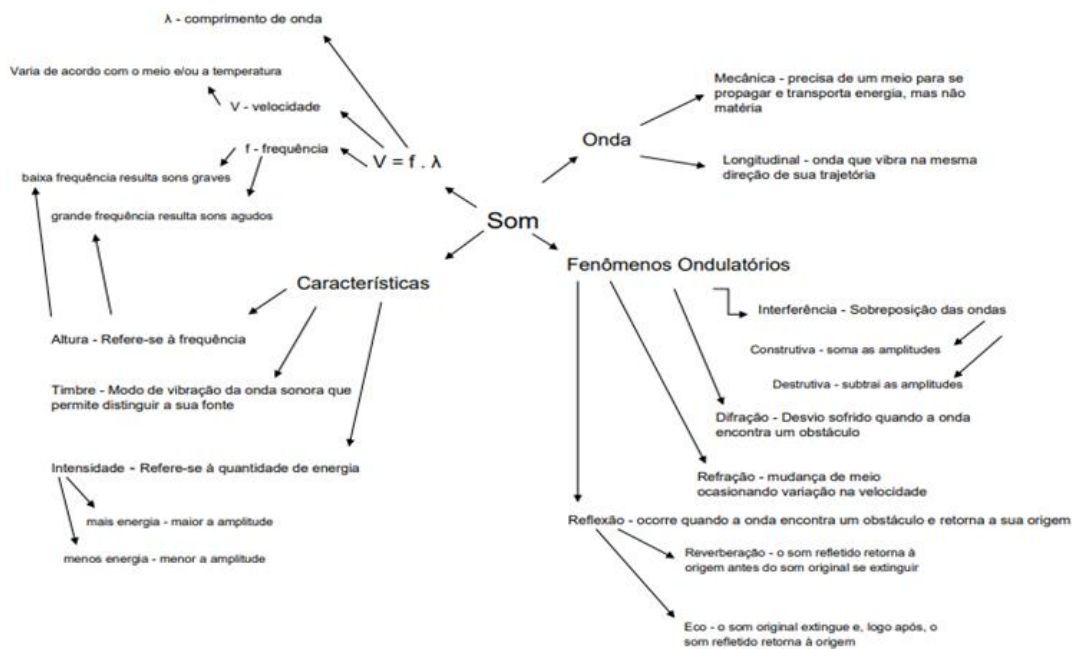 λ - comprimento de onda
Varia de acordo com o meio e/ou a temperatura
V - velocidade
f - frequência
V = f . λ
baixa frequência resulta sons graves
grande frequência resulta sons agudos
Mecânica - precisa de um meio para se
propagar e transporta energia, mas não
matéria
Onda
Longitudinal - onda que vibra na mesma
direção de sua trajetória
Som
Características
Altura - Refere-se à frequência
Timbre - Modo de vibração da onda sonora que
permite distinguir a sua fonte
Intensidade - Refere-se à quantidade de energia
mais energia - maior a amplitude
menos energia - menor a amplitude
Fenômenos Ondulatórios
Interferência - Sobreposição das ondas
Construtiva - soma as amplitudes
Destrutiva - subtrai as amplitudes
Difração - Desvio sofrido quando a onda
encontra um obstáculo
Refração - mudança de meio
ocasionando variação na velocidade
Reflexão - ocorre quando a onda encontra um obstáculo e retorna a sua origem
Reverberação - o som refletido retorna à
origem antes do som original se extinguir
Eco - o som original extingue e, logo após, o
som refletido retorna à origem